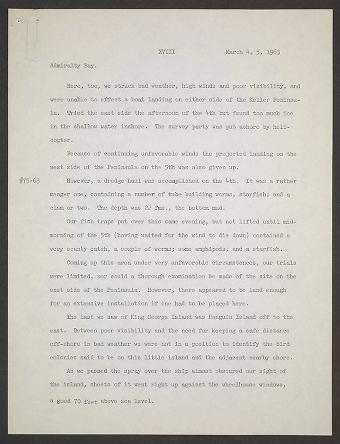 XVIII March 4, 5, 1963
Admiralty Bay.
Here, too, we struck bad weather, high winds and poor visibility, and
were unable to effect a boat landing on either side of the Keller Peninsu-
la. Tried the east side the afternoon of the 4th but found too much ice
in the shallow water inshore. The survey party was put ashore by heli-
copter.
Because of continuing unfavorable winds the projected landing on the
west side of the Peninsula on the 5th was also given up.
#75-63 However, a dredge haul was accomplished on the 4th. It was a rather
meager one, containing a number of tube building worms, starfish; and a
clam or two. The depth was 22 fms., the bottom mud.
Our fish traps put over this same evening, but not lifted until mid-
morning of the 5th (having waited for the wind to die down) contained a
very scanty catch, a couple of worms; some amphipods, and a starfish.
Coming up this area under very unfavorable circumstances, our trials
were limited, nor could a thorough examination be made of the site on the
east side of the Peninsula. However, there appeared to be land enough
for an extensive installation if one had to be placed here.
The last we saw of King George Island was Penguin Island off to the
east. Between poor visibility and the need for keeping a safe distance
off-shore in bad weather we were not in a position to identify the bird
colonies said to be on this little island and the adjacent nearby shore.
As we passed the spray over the ship almost obscured our sight of
the island, sheets of it went right up against the wheelhouse windows,
a good 70 feet above sea level.